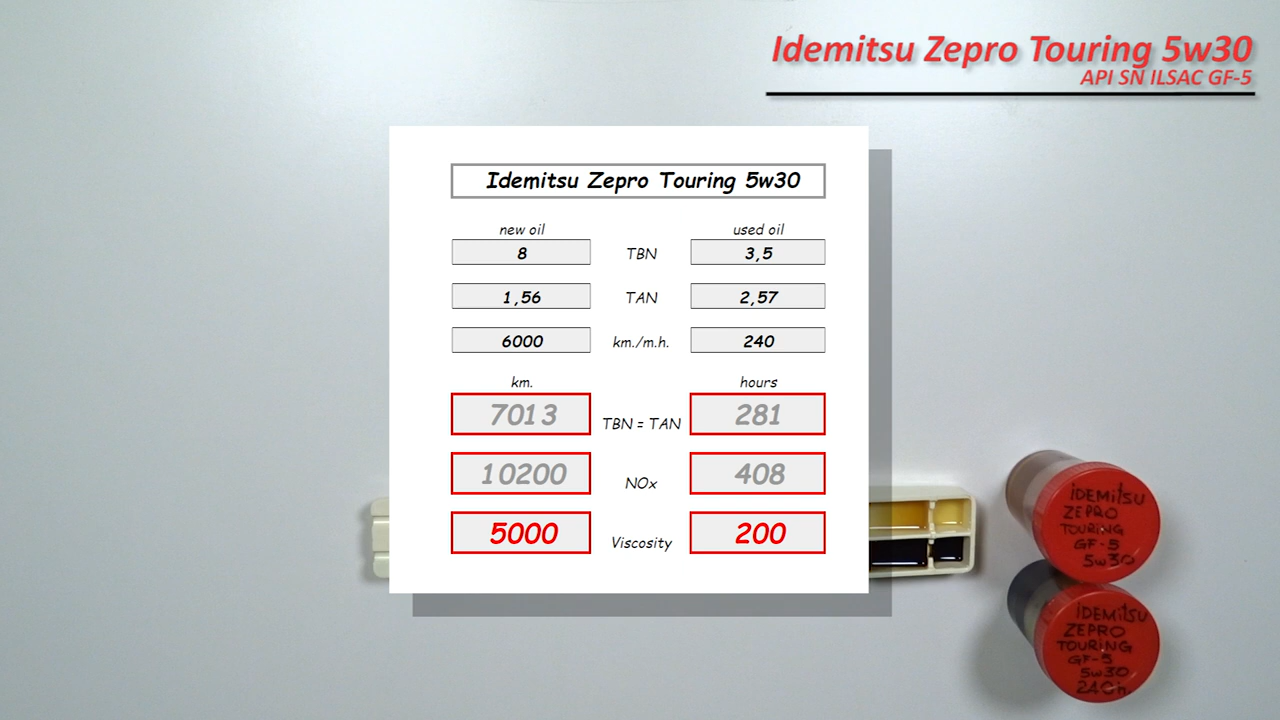 Idemitsu Zepro Touring 5w30
API SN ILSAC GF-5
Idemitsu Zepro Touring 5w30
new oil used oil
8 TBN 3,5
1,56 TAN 2,57
6000 km./m.h. 240
km. hours
7013 TBN = TAN 281
10200 NOx 408
5000 Viscosity 200
IDEMITSU
ZEPRO
TOURING
GF-5
5w30
IDEMITSU
ZEPRO
TOURING
GF-5
5w30
240h.